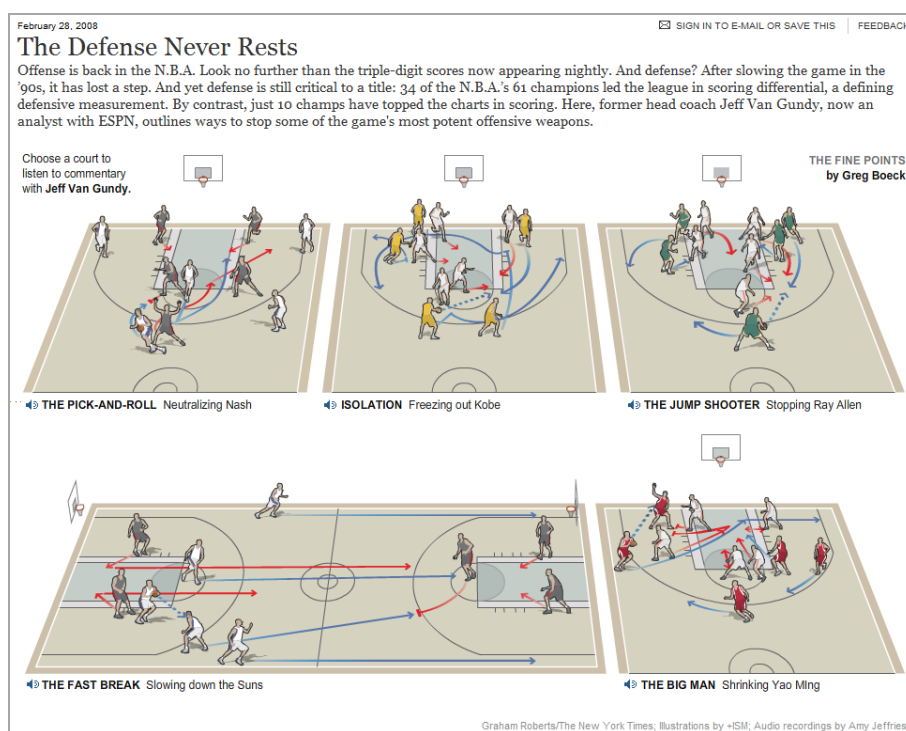 February 28, 2008
SIGN IN TO E-MAIL OR SAVE THIS
FEEDBACK
The Defense Never Rests
Offense is back in the N.B.A. Look no further than the triple-digit scores now appearing nightly. And defense? After slowing the game in the
’90s, it has lost a step. And yet defense is still critical to a title: 34 of the N.B.A.’s 61 champions led the league in scoring differential, a defining
defensive measurement. By contrast, just 10 champs have topped the charts in scoring. Here, former head coach Jeff Van Gundy, now an
analyst with ESPN, outlines ways to stop some of the game's most potent offensive weapons.
Choose a court to
listen to commentary
with Jeff Van Gundy.
THE FINE POINTS
by Greg Boeck
THE PICK-AND-ROLL Neutralizing Nash
ISOLATION Freezing out Kobe
THE JUMP SHOOTER Stopping Ray Allen
THE FAST BREAK Slowing down the Suns
THE BIG MAN Shrinking Yao MIng
Graham Roberts/The New York Times; Illustrations by +ISM; Audio recordings by Amy Jeffries